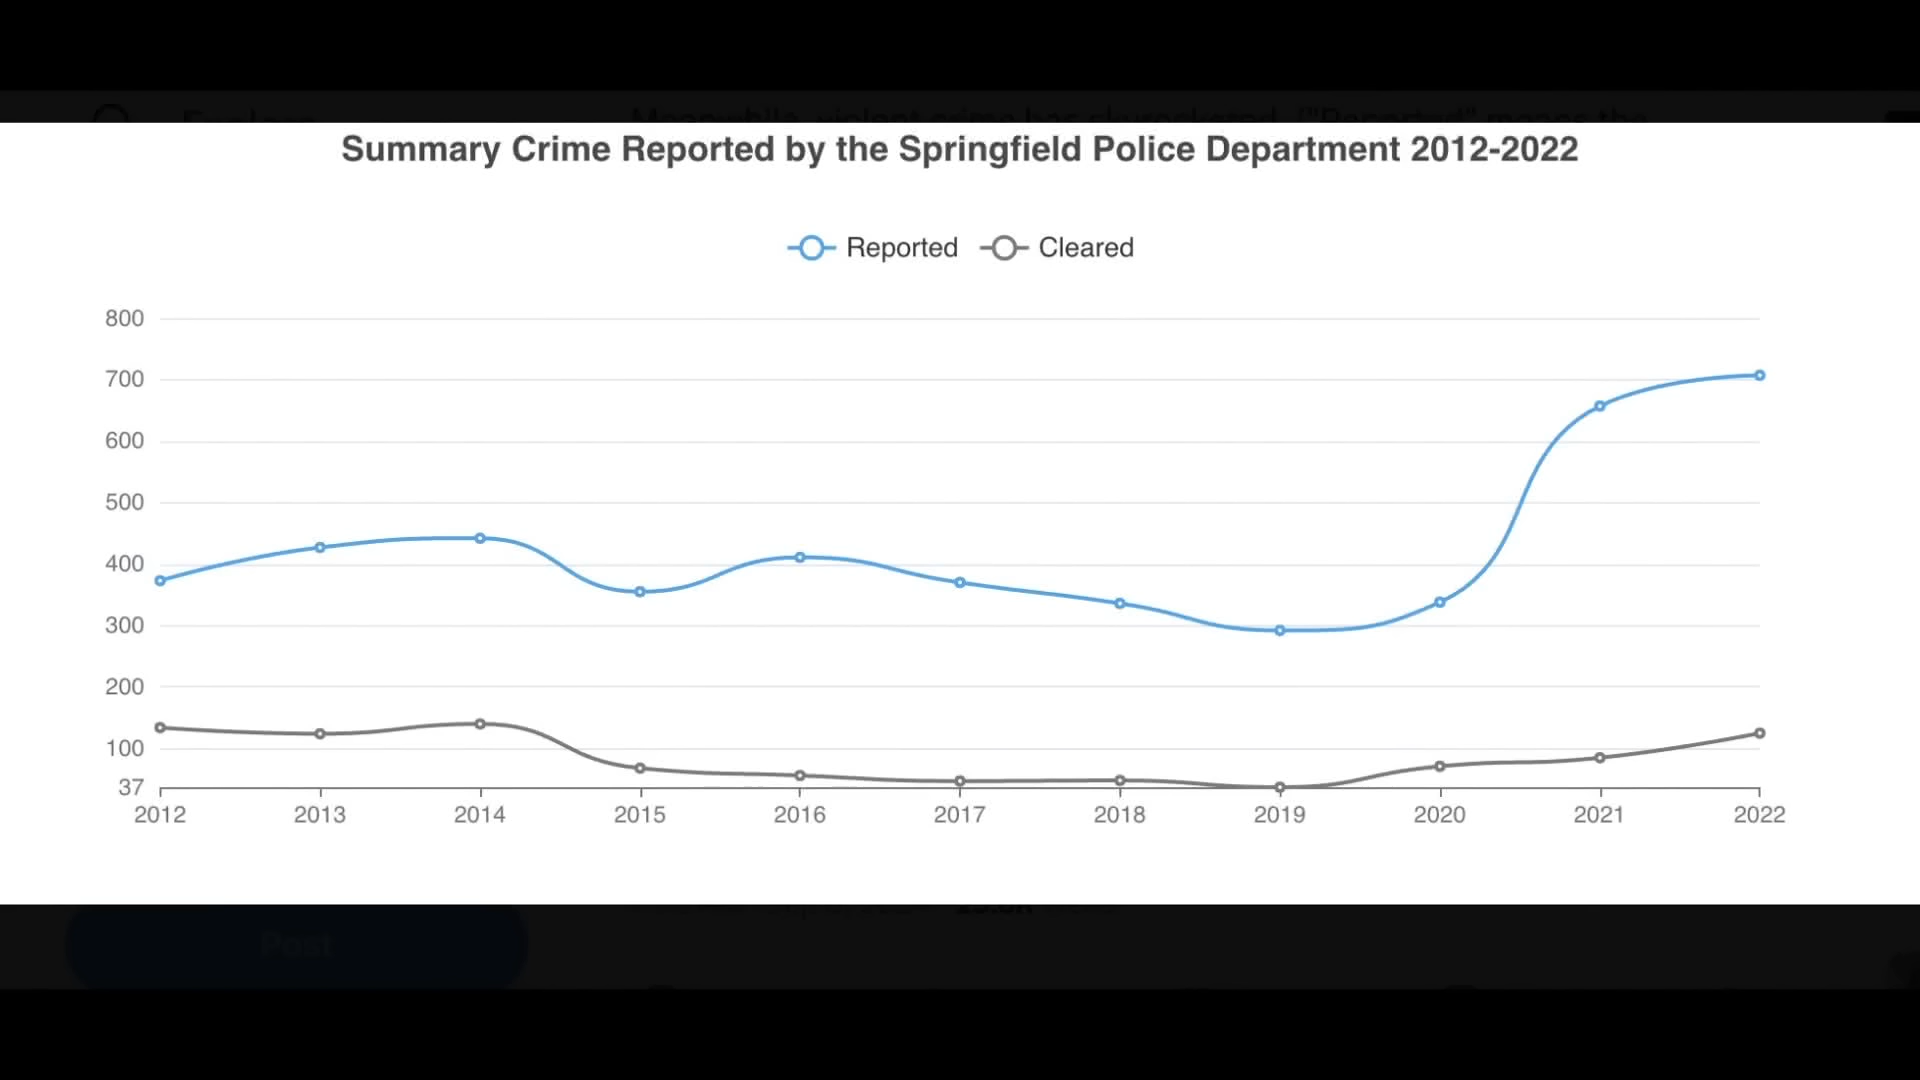 Summary Crime Reported by the Springfield Police Department 2012-2022
Reported Cleared
800
700
600
500
400
300
200
100
37
2012 2013 2014 2015 2016 2017 2018 2019 2020 2021 2022
Post